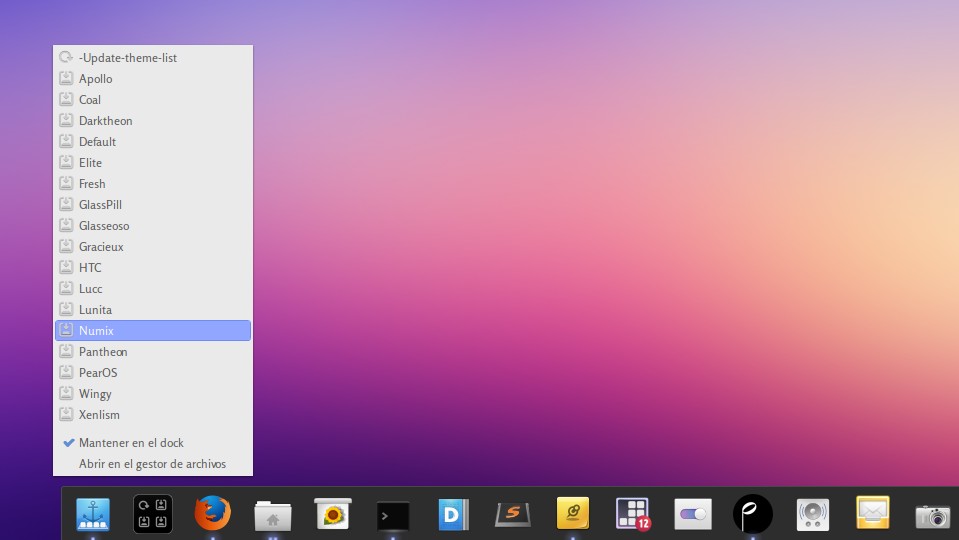 -Update-theme-list
Apollo
Coal
Darktheon
Default
Elite
Fresh
GlassPill
Glasseoso
Gracieux
HTC
Lucc
Lunita
Numix
Pantheon
PearOS
Wingy
Xenlism
Mantener en el dock
Abrir en el gestor de archivos
>
D
S
12